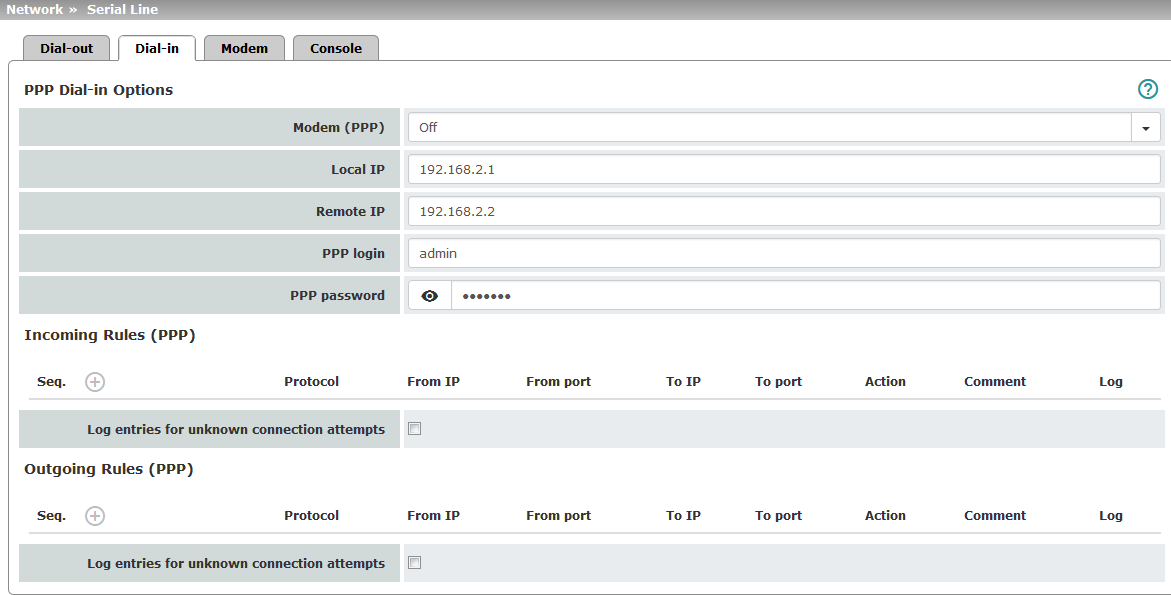 Network » Serial Line
Dial-out Dial-in Modem Console
PPP Dial-in Options ?
Modem (PPP) Off
Local IP 192.168.2.1
Remote IP 192.168.2.2
PPP login admin
PPP password •••••••
Incoming Rules (PPP)
Seq. Protocol From IP From port To IP To port Action Comment Log
Log entries for unknown connection attempts
Outgoing Rules (PPP)
Seq. Protocol From IP From port To IP To port Action Comment Log
Log entries for unknown connection attempts